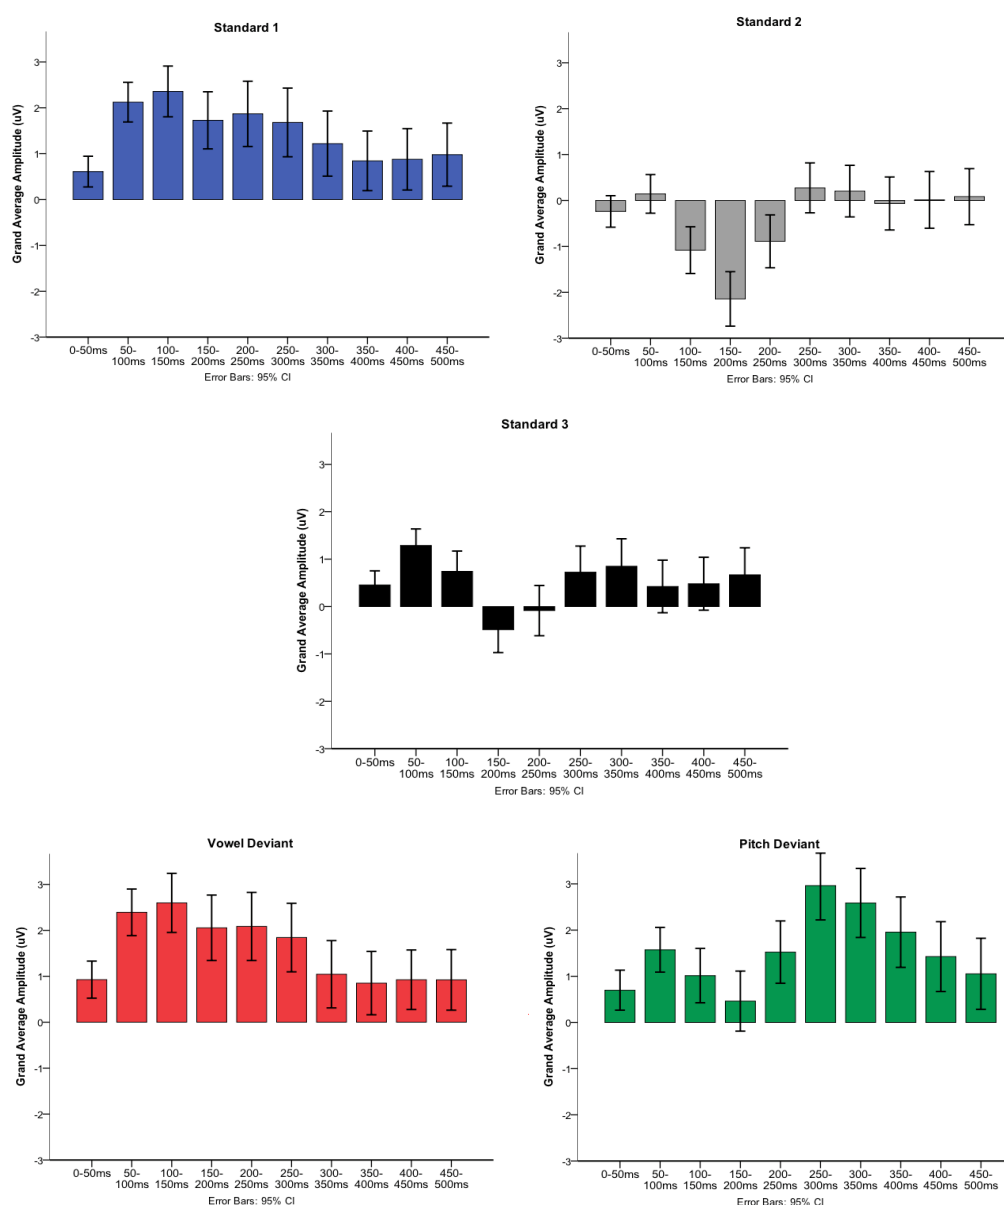 Standard 1
Grand Average Amplitude (uV)
3
2
1
0
-1
-2
-3
0-50ms 50- 100- 150- 200- 250- 300- 350- 400- 450-
100ms 150ms 200ms 250ms 300ms 350ms 400ms 450ms 500ms
Error Bars: 95% CI
Standard 2
Grand Average Amplitude (uV)
3
2
1
0
-1
-2
-3
0-50ms 50- 100- 150- 200- 250- 300- 350- 400- 450-
100ms 150ms 200ms 250ms 300ms 350ms 400ms 450ms 500ms
Error Bars: 95% CI
Standard 3
Grand Average Amplitude (uV)
3
2
1
0
-1
-2
-3
0-50ms 50- 100- 150- 200- 250- 300- 350- 400- 450-
100ms 150ms 200ms 250ms 300ms 350ms 400ms 450ms 500ms
Error Bars: 95% CI
Vowel Deviant
Grand Average Amplitude (uV)
3
2
1
0
-1
-2
-3
0-50ms 50- 100- 150- 200- 250- 300- 350- 400- 450-
100ms 150ms 200ms 250ms 300ms 350ms 400ms 450ms 500ms
Error Bars: 95% CI
Pitch Deviant
Grand Average Amplitude (uV)
3
2
1
0
-1
-2
-3
0-50ms 50- 100- 150- 200- 250- 300- 350- 400- 450-
100ms 150ms 200ms 250ms 300ms 350ms 400ms 450ms 500ms
Error Bars: 95% CI